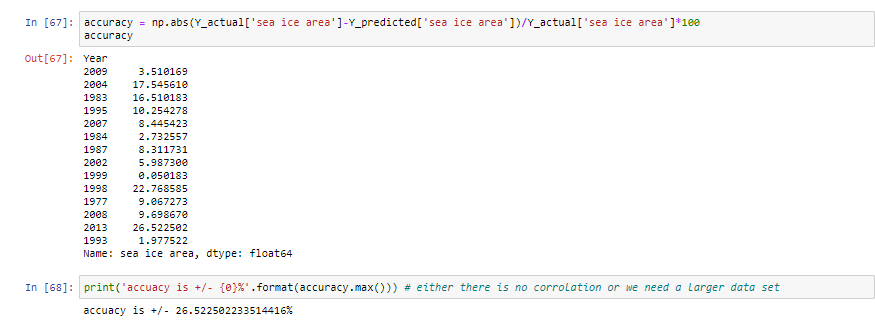 In [67]: accuracy = np.abs(Y_actual['sea ice area']-Y_predicted['sea ice area'])/Y_actual['sea ice area']*100
accuracy
Out[67]: Year
2009 3.510169
2004 17.545610
1983 16.510183
1995 10.254278
2007 8.445423
1984 2.732557
1987 8.311731
2002 5.987300
1999 0.050183
1998 22.768585
1977 9.067273
2008 9.698670
2013 26.522502
1993 1.977522
Name: sea ice area, dtype: float64
In [68]: print('accuacy is +/- {0}%'.format(accuracy.max())) # either there is no corrolation or we need a larger data set
accuacy is +/- 26.522502233514416%